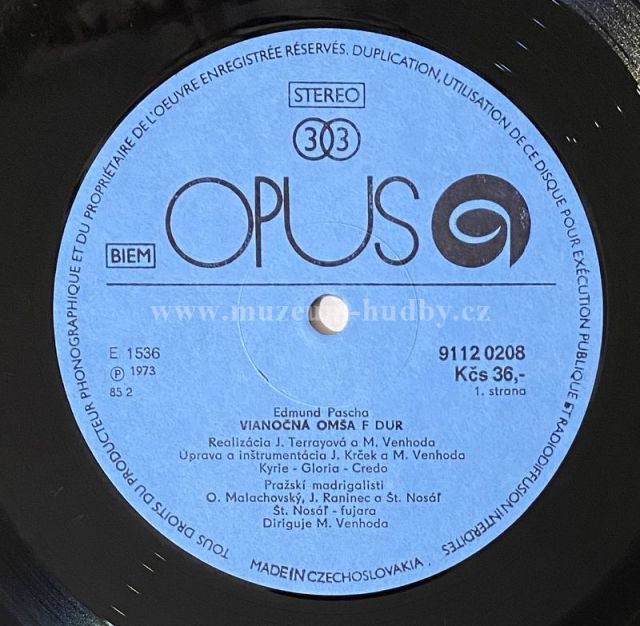 TOUS DROITS DU PRODUCTEUR PHONOGRAPHIQUE ET DU PROPRIÉTAIRE DE L'OEUVRE ENREGISTRÉE RÉSERVÉS. DUPLICATION, UTILISATION DE CE DISQUE POUR EXÉCUTION PUBLIQUE ET RADIODIFFUSION INTERDITES
STEREO
33
OPUS
BIEM
www.muzeum-hudby.cz
E 1536
Ⓟ 1973
85 2
9112 0208
Kčs 36,-
1. strana
Edmund Pascha
VIANOČNÁ OMŠA F DUR
Realizácia J. Terrayová a M. Venhoda
Úprava a inštrumentácia J. Krček a M. Venhoda
Kyrie - Gloria - Credo
Pražskí madrigalisti
O. Malachovský, J. Raninec a Št. Nosáľ
Št. Nosáľ - fujara
Diriguje M. Venhoda
MADE IN CZECHOSLOVAKIA.